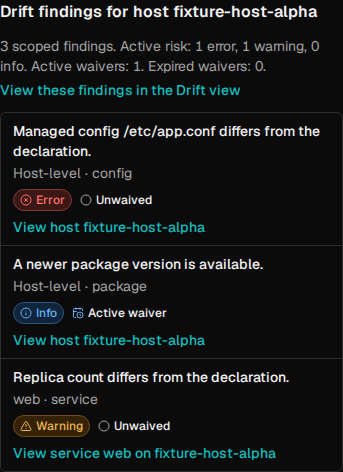 Drift findings for host fixture-host-alpha
3 scoped findings. Active risk: 1 error, 1 warning, 0
info. Active waivers: 1. Expired waivers: 0.
View these findings in the Drift view
Managed config /etc/app.conf differs from the
declaration.
Host-level · config
Error Unwaived
View host fixture-host-alpha
A newer package version is available.
Host-level · package
Info Active waiver
View host fixture-host-alpha
Replica count differs from the declaration.
web · service
Warning Unwaived
View service web on fixture-host-alpha